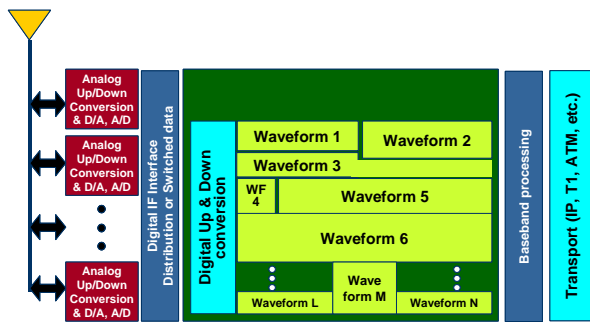 Analog
Up/Down
Conversion
& D/A, A/D
Analog
Up/Down
Conversion
& D/A, A/D
Analog
Up/Down
Conversion
& D/A, A/D
Digital IF Interface
Distribution or Switched data
Digital Up & Down
conversion
Waveform 1
Waveform 2
Waveform 3
WF
4
Waveform 5
Waveform 6
Waveform L
Wave
form M
Waveform N
Baseband processing
Transport (IP, T1, ATM, etc.)